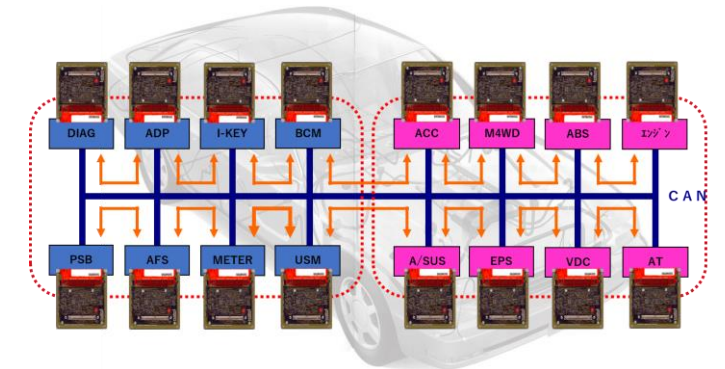 DIAG ADP I-KEY BCM ACC M4WD ABS ｴﾝｼﾞﾝ
CAN
PSB AFS METER USM A/SUS EPS VDC AT